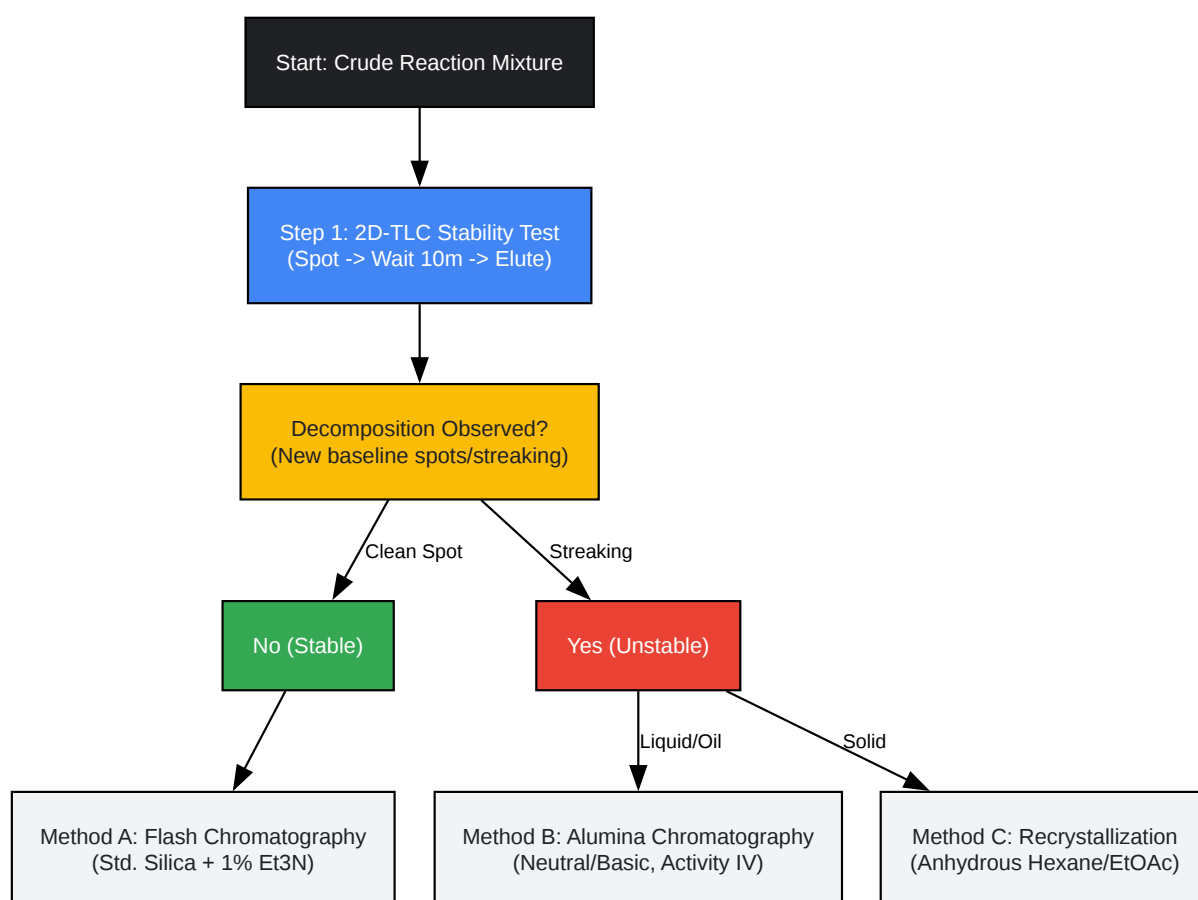 Start: Crude Reaction Mixture
Step 1: 2D-TLC Stability Test
(Spot -> Wait 10m -> Elute)
Decomposition Observed?
(New baseline spots/streaking)
Clean Spot
Streaking
No (Stable)
Yes (Unstable)
Liquid/Oil
Solid
Method A: Flash Chromatography
(Std. Silica + 1% Et3N)
Method B: Alumina Chromatography
(Neutral/Basic, Activity IV)
Method C: Recrystallization
(Anhydrous Hexane/EtOAc)